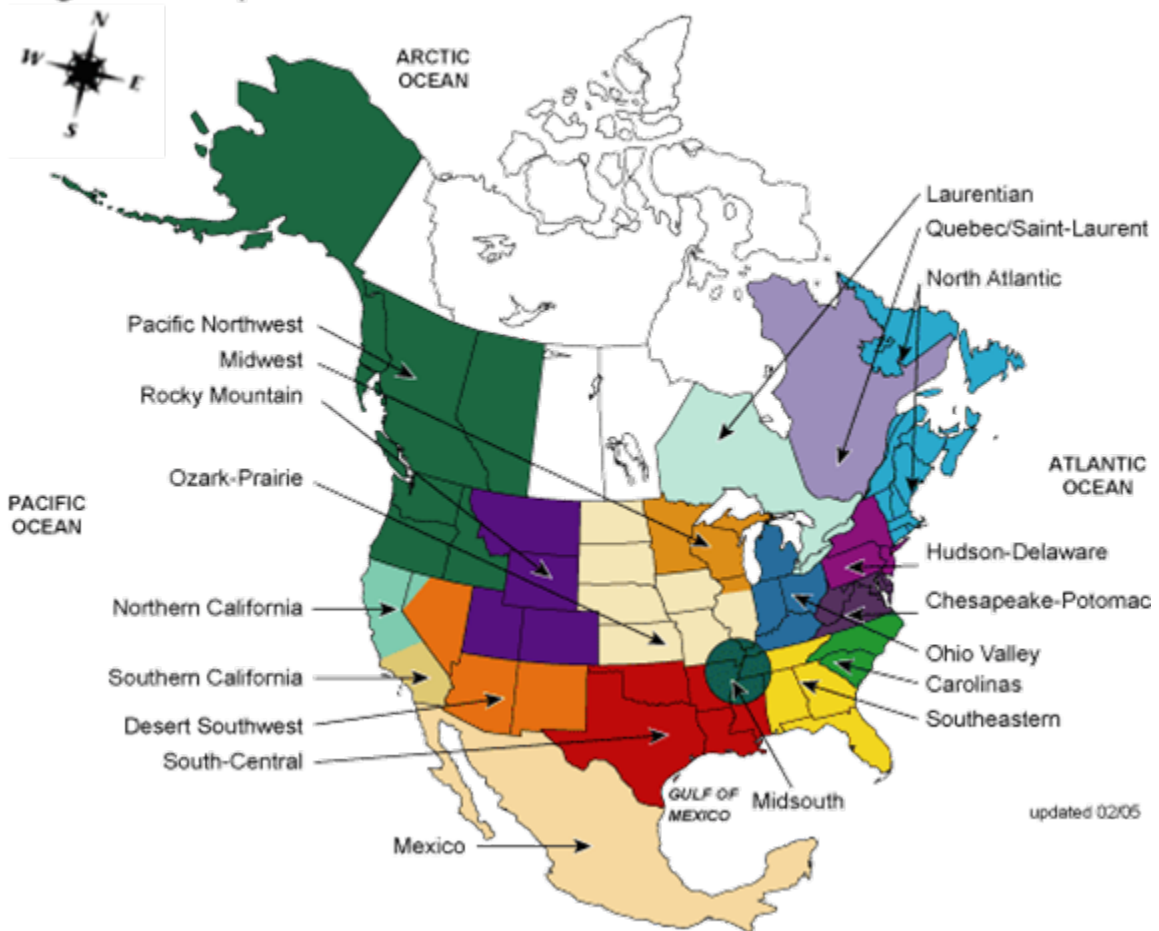 N
W
E
S
ARCTIC
OCEAN
Laurentian
Quebec/Saint-Laurent
North Atlantic
Pacific Northwest
Midwest
Rocky Mountain
Ozark-Prairie
ATLANTIC
OCEAN
PACIFIC
OCEAN
Hudson-Delaware
Northern California
Chesapeake-Potomac
Ohio Valley
Southern California
Carolinas
Desert Southwest
Southeastern
South-Central
GULF OF
MEXICO
Midsouth
updated 02/05
Mexico